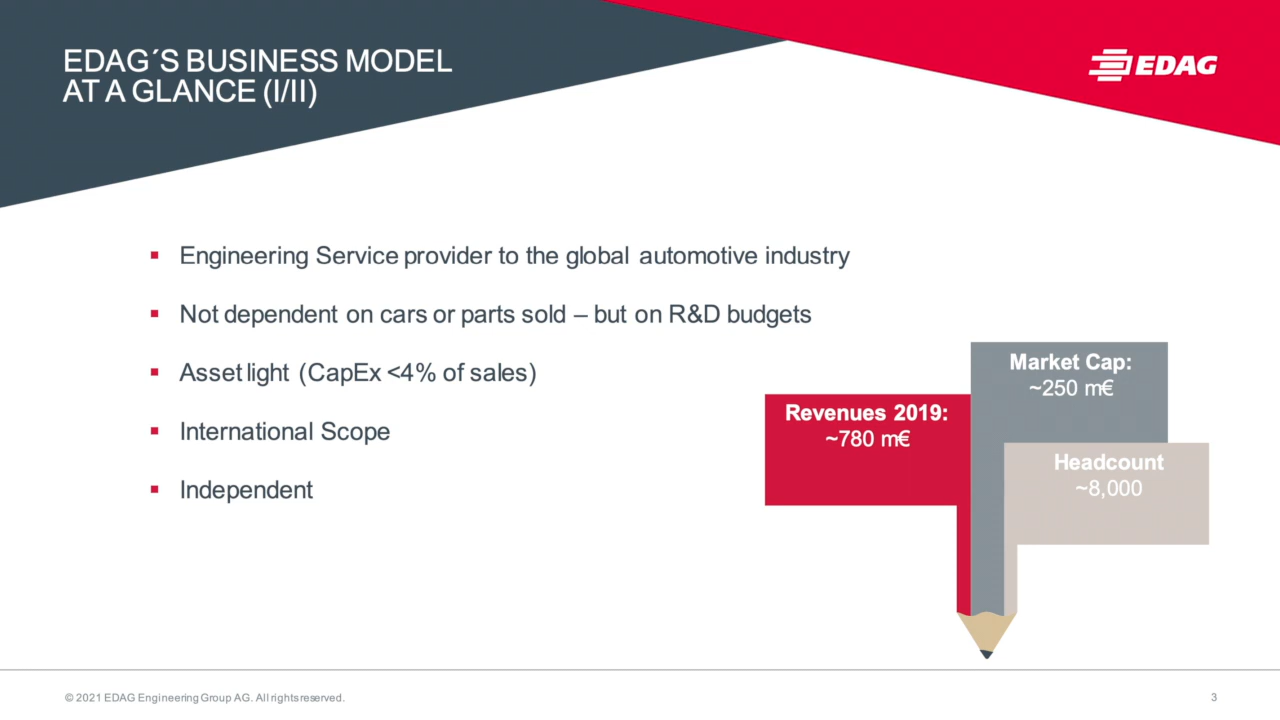 EDAG´S BUSINESS MODEL
AT A GLANCE (I/II)
EDAG
▪ Engineering Service provider to the global automotive industry
▪ Not dependent on cars or parts sold – but on R&D budgets
▪ Asset light (CapEx <4% of sales)
▪ International Scope
▪ Independent
Revenues 2019:
~780 m€
Market Cap:
~250 m€
Headcount
~8,000
© 2021 EDAG Engineering Group AG. All rights reserved.
3